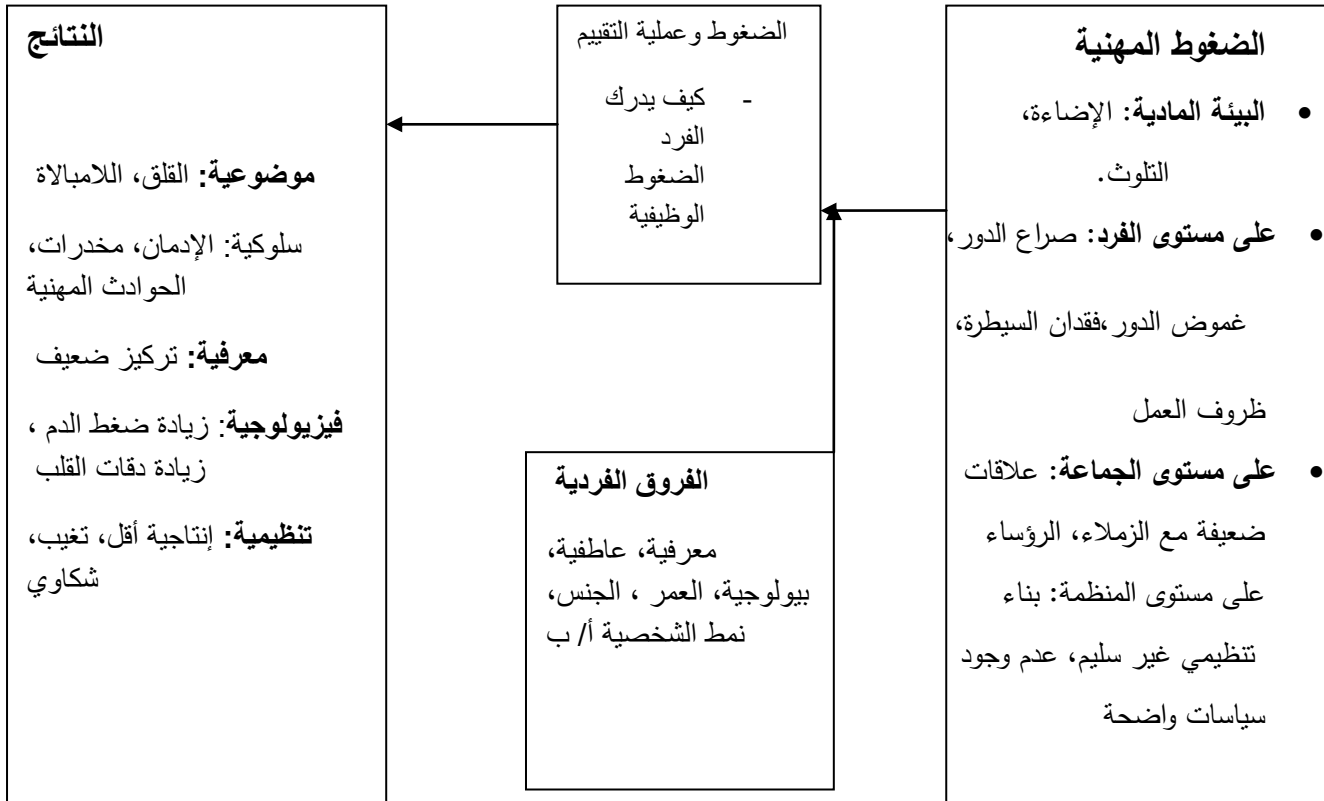 الضغوط المهنية
• البيئة المادية: الإضاءة،
التلوث.
• على مستوى الفرد: صراع الدور،
غموض الدور،فقدان السيطرة،
ظروف العمل
• على مستوى الجماعة: علاقات
ضعيفة مع الزملاء، الرؤساء
على مستوى المنظمة: بناء
تنظيمي غير سليم، عدم وجود
سياسات واضحة
الضغوط وعملية التقييم
- كيف يدرك
الفرد
الضغوط
الوظيفية
الفروق الفردية
معرفية، عاطفية،
بيولوجية، العمر ، الجنس،
نمط الشخصية أ/ ب
النتائج
موضوعية: القلق، اللامبالاة
سلوكية: الإدمان، مخدرات،
الحوادث المهنية
معرفية: تركيز ضعيف
فيزيولوجية: زيادة ضغط الدم ،
زيادة دقات القلب
تنظيمية: إنتاجية أقل، تغيب،
شكاوي